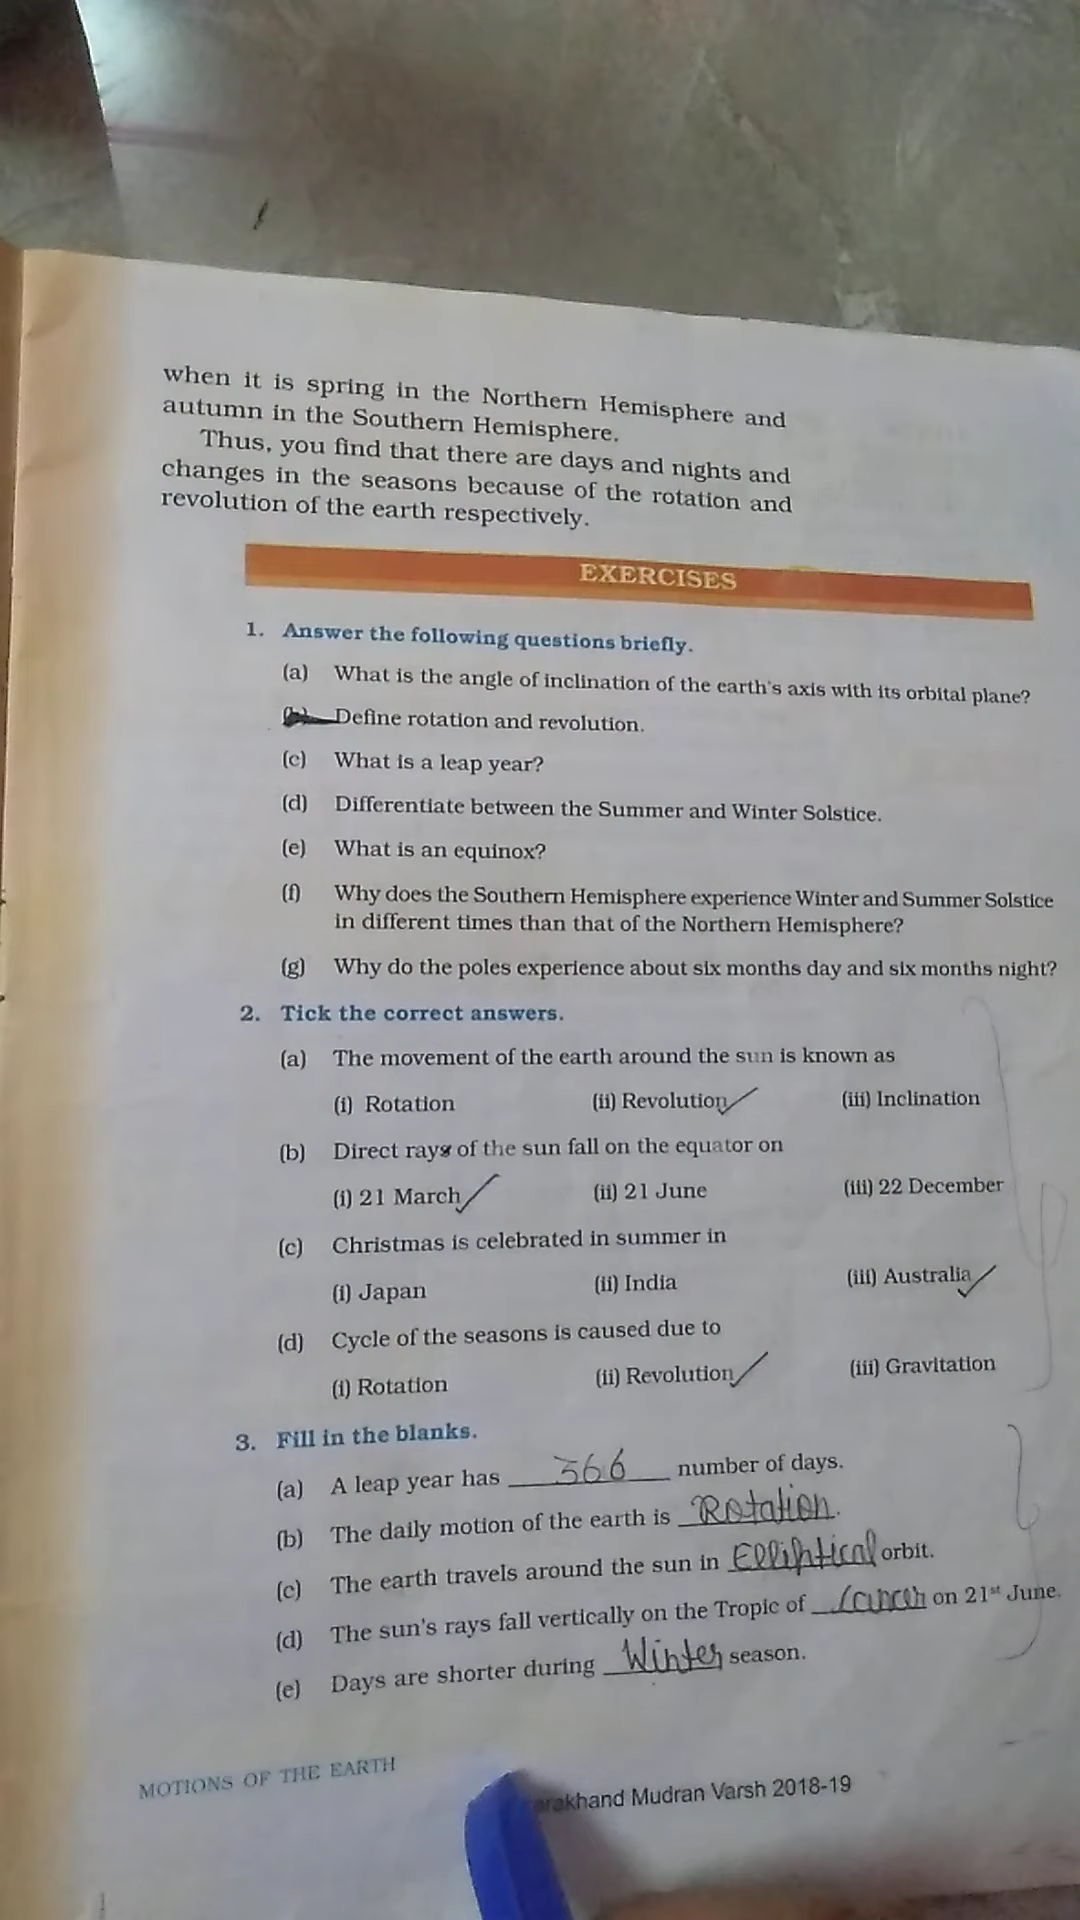 when it is spring in the Northern Hemisphere and
autumn in the Southern Hemisphere.
Thus, you find that there are days and nights and
changes in the seasons because of the rotation and
revolution of the earth respectively.
EXERCISES
1. Answer the following questions briefly.
(a) What is the angle of inclination of the earth's axis with its orbital plane?
Define rotation and revolution.
(c) What is a leap year?
(d) Differentiate between the Summer and Winter Solstice.
(e) What is an equinox?
(f) Why does the Southern Hemisphere experience Winter and Summer Solstice
in different times than that of the Northern Hemisphere?
(g) Why do the poles experience about six months day and six months night?
2. Tick the correct answers.
(a) The movement of the earth around the sun is known as
(i) Rotation (ii) Revolution (iii) Inclination
(b) Direct rays of the sun fall on the equator on
(i) 21 March (ii) 21 June (iii) 22 December
(c) Christmas is celebrated in summer in
(i) Japan (ii) India (iii) Australia
(d) Cycle of the seasons is caused due to
(i) Rotation (ii) Revolution (iii) Gravitation
3. Fill in the blanks.
(a) A leap year has 366 number of days.
(b) The daily motion of the earth is Rotation.
(c) The earth travels around the sun in Elliptical orbit.
(d) The sun's rays fall vertically on the Tropic of Cancer on 21st June.
(e) Days are shorter during Winter season.
MOTIONS OF THE EARTH
Mudran Varsh 2018-19